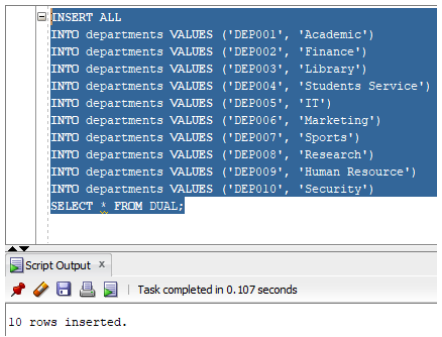 INSERT ALL
INTO departments VALUES ('DEP001', 'Academic')
INTO departments VALUES ('DEP002', 'Finance')
INTO departments VALUES ('DEP003', 'Library')
INTO departments VALUES ('DEP004', 'Students Service')
INTO departments VALUES ('DEP005', 'IT')
INTO departments VALUES ('DEP006', 'Marketing')
INTO departments VALUES ('DEP007', 'Sports')
INTO departments VALUES ('DEP008', 'Research')
INTO departments VALUES ('DEP009', 'Human Resource')
INTO departments VALUES ('DEP010', 'Security')
SELECT * FROM DUAL;
Script Output x
Task completed in 0.107 seconds
10 rows inserted.